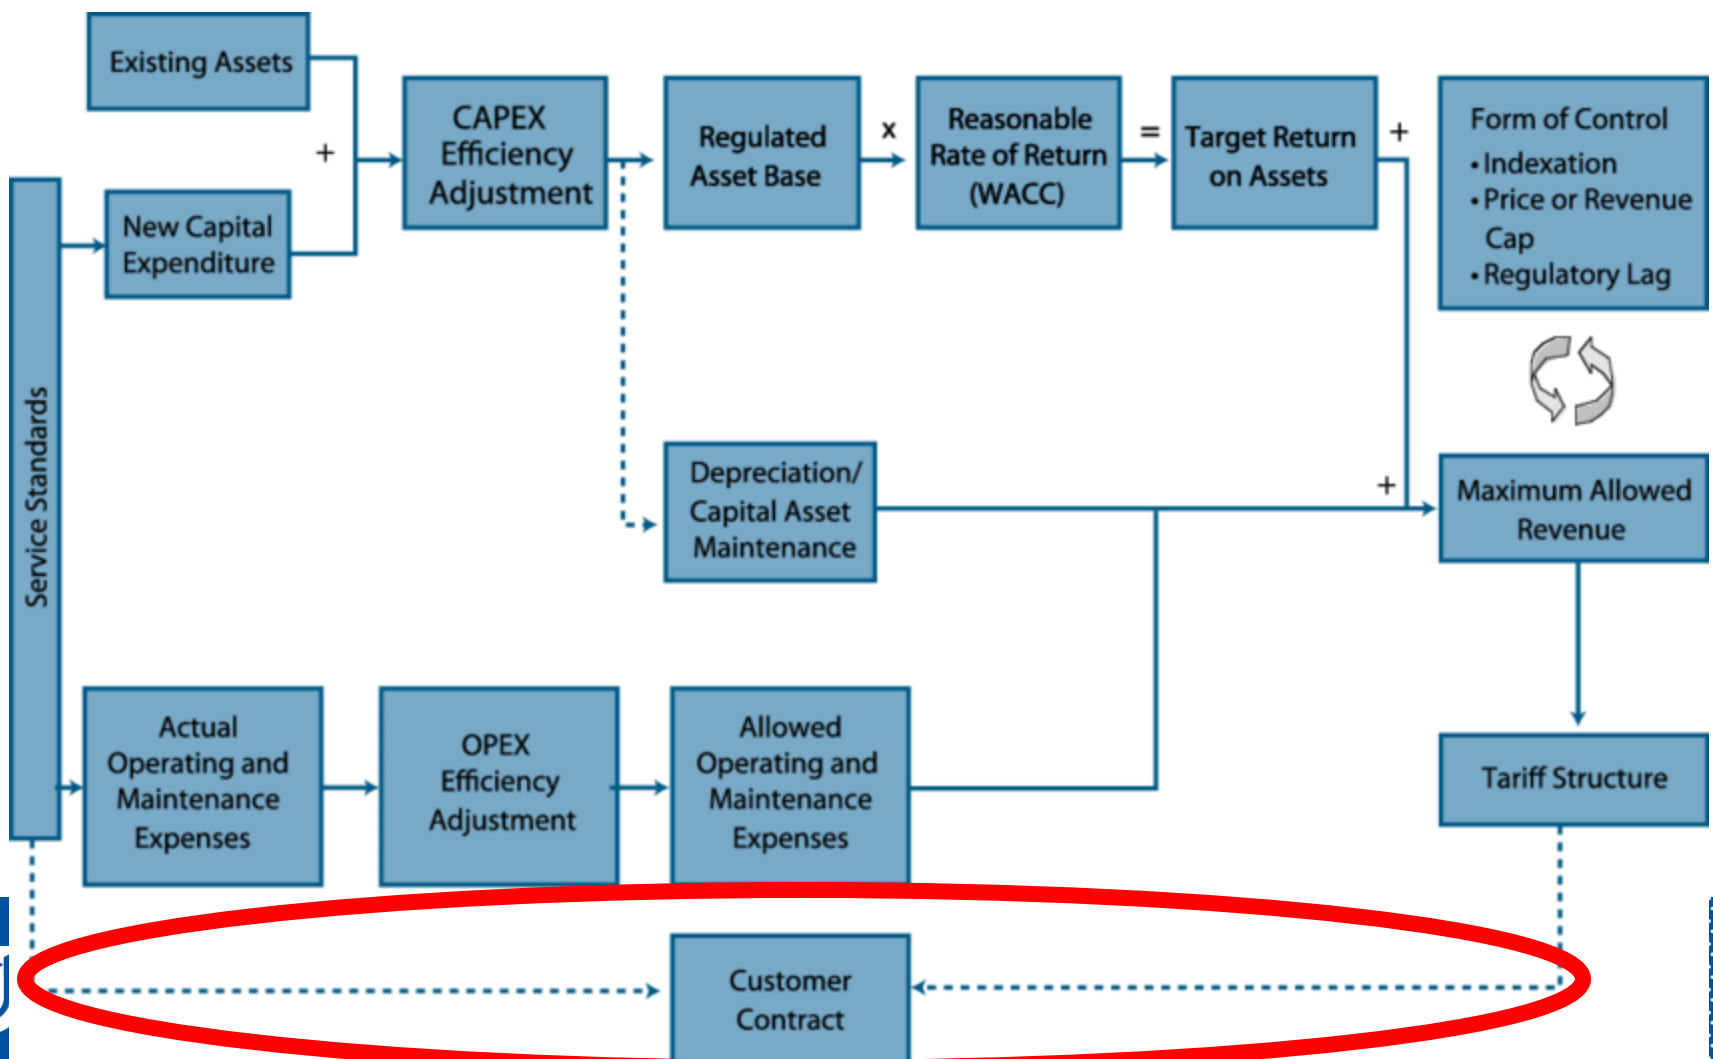 Existing Assets
+
New Capital
Expenditure
CAPEX
Efficiency
Adjustment
Regulated
Asset Base
x
Reasonable
Rate of Return
(WACC)
=
Target Return
on Assets
+
Form of Control
• Indexation
• Price or Revenue
Cap
• Regulatory Lag
Service Standards
Depreciation/
Capital Asset
Maintenance
+
Maximum Allowed
Revenue
Actual
Operating and
Maintenance
Expenses
OPEX
Efficiency
Adjustment
Allowed
Operating and
Maintenance
Expenses
Tariff Structure
Customer
Contract